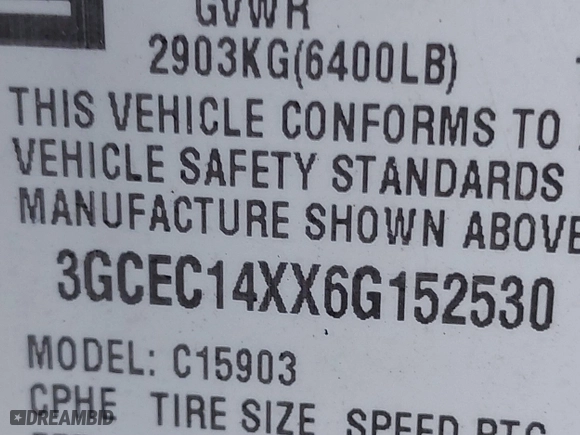 GVWR
2903KG(6400LB)
THIS VEHICLE CONFORMS TO
VEHICLE SAFETY STANDARDS
MANUFACTURE SHOWN ABOVE
3GCEC14XX6G152530
MODEL: C15903
CPHE TIRE SIZE SPEED RTG
DREAMBID